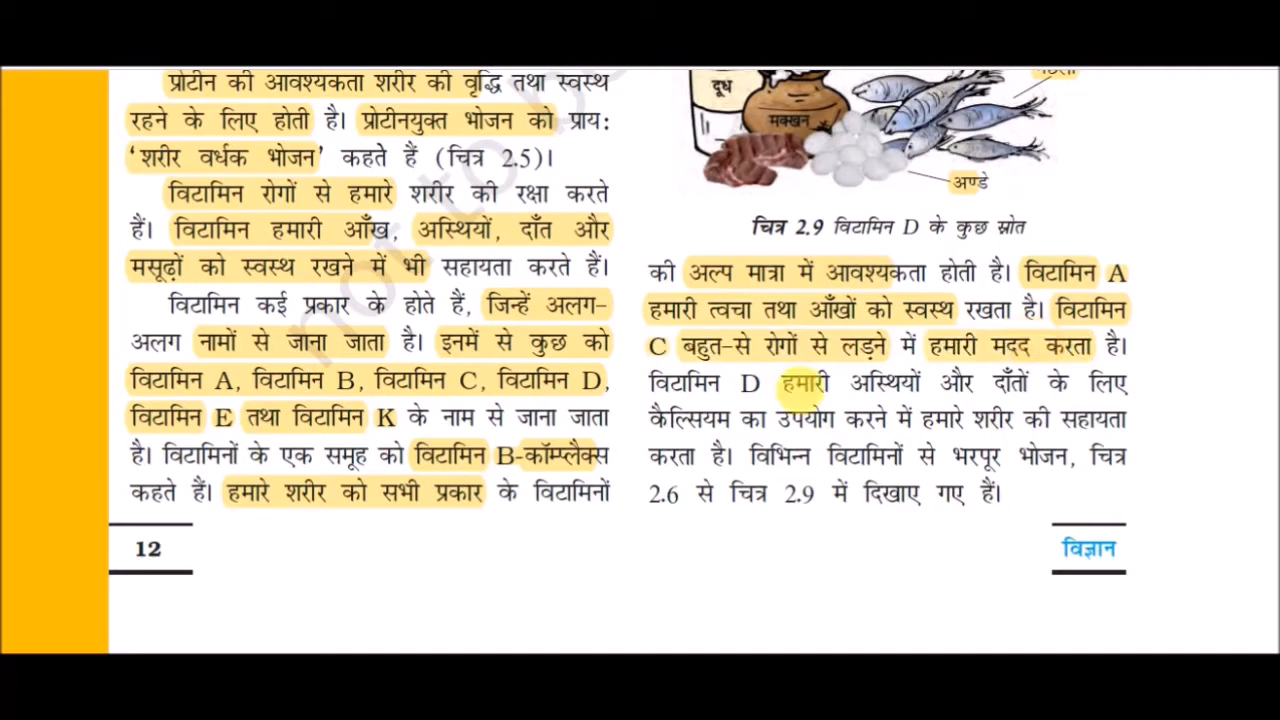 प्रोटीन की आवश्यकता शरीर की वृद्धि तथा स्वस्थ
रहने के लिए होती है। प्रोटीनयुक्त भोजन को प्राय:
‘शरीर वर्धक भोजन’ कहते हैं (चित्र 2.5)।
विटामिन रोगों से हमारे शरीर की रक्षा करते
हैं। विटामिन हमारी आँख, अस्थियों, दाँत और
मसूढ़ों को स्वस्थ रखने में भी सहायता करते हैं।
विटामिन कई प्रकार के होते हैं, जिन्हें अलग-
अलग नामों से जाना जाता है। इनमें से कुछ को
विटामिन A, विटामिन B, विटामिन C, विटामिन D,
विटामिन E तथा विटामिन K के नाम से जाना जाता
है। विटामिनों के एक समूह को विटामिन B-कॉम्प्लैक्स
कहते हैं। हमारे शरीर को सभी प्रकार के विटामिनों
12
दूध
मक्खन
अण्डे
चित्र 2.9 विटामिन D के कुछ स्रोत
की अल्प मात्रा में आवश्यकता होती है। विटामिन A
हमारी त्वचा तथा आँखों को स्वस्थ रखता है। विटामिन
C बहुत-से रोगों से लड़ने में हमारी मदद करता है।
विटामिन D हमारी अस्थियों और दाँतों के लिए
कैल्सियम का उपयोग करने में हमारे शरीर की सहायता
करता है। विभिन्न विटामिनों से भरपूर भोजन, चित्र
2.6 से चित्र 2.9 में दिखाए गए हैं।
विज्ञान
not to b